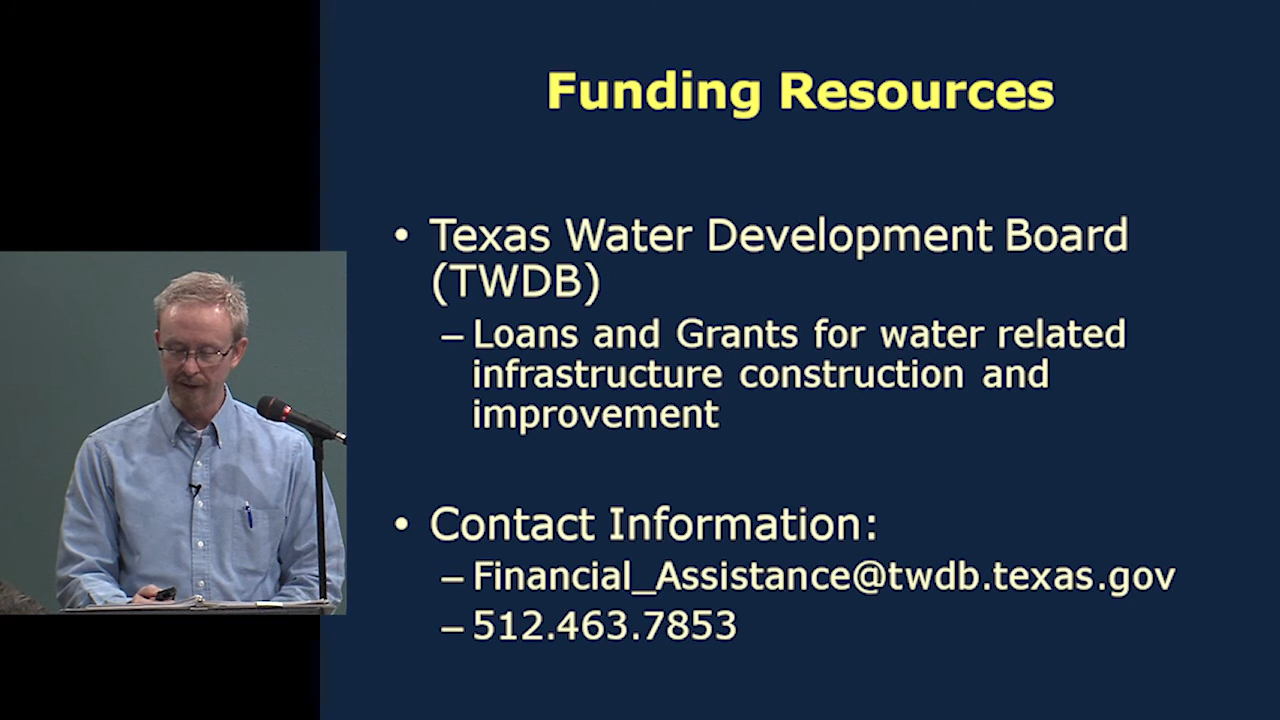 Funding Resources
• Texas Water Development Board
(TWDB)
– Loans and Grants for water related
infrastructure construction and
improvement
• Contact Information:
– Financial_Assistance@twdb.texas.gov
– 512.463.7853